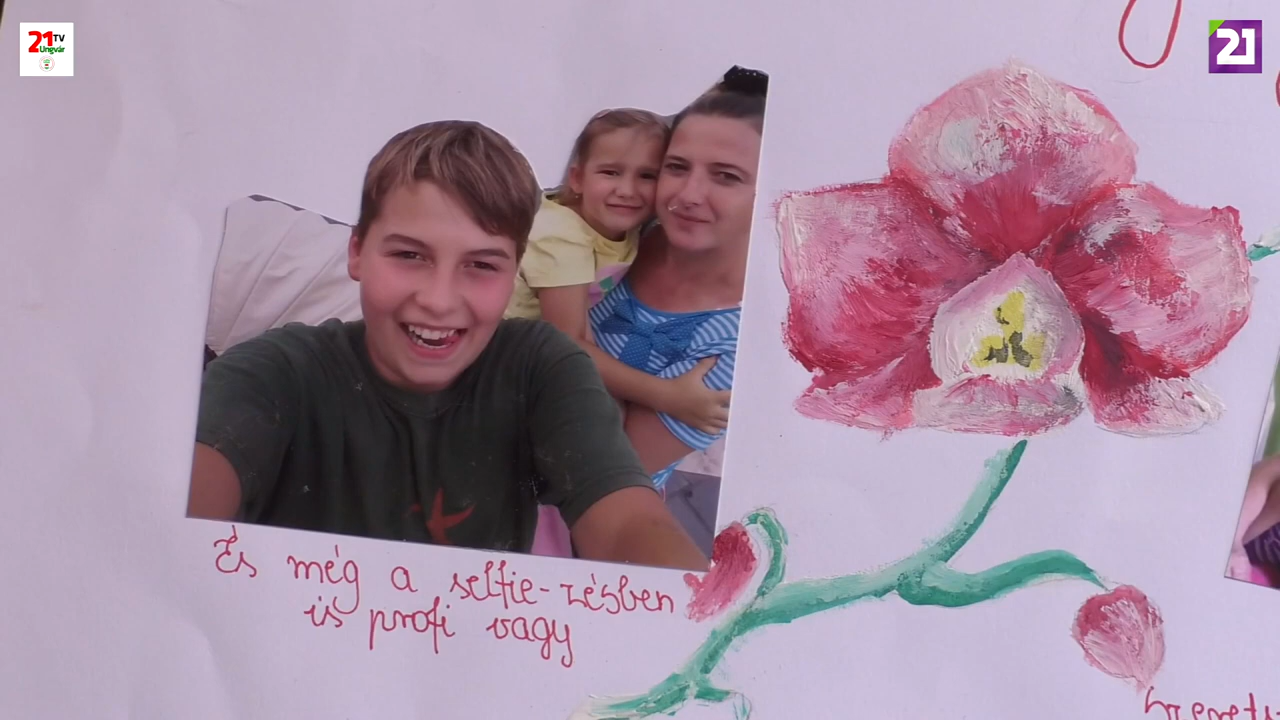 21 TV
Ungvár
21
És még a selfie-zésben
is profi vagy